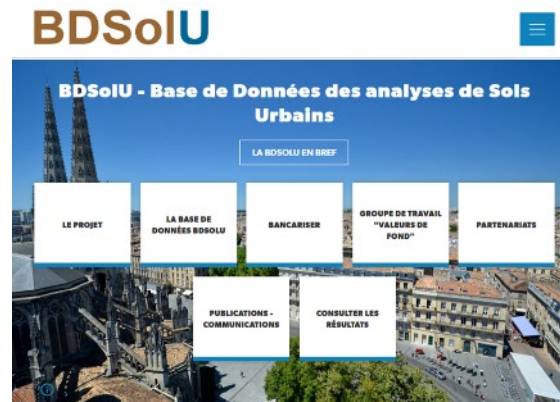 BDSolU
BDSolU - Base de Données des analyses de Sols
Urbains
LA BDSOLU EN BREF
LE PROJET
LA BASE DE
DONNÉES BDSOLU
BANCARISER
GROUPE DE TRAVAIL
"VALEURS DE
FOND"
PARTENARIATS
PUBLICATIONS -
COMMUNICATIONS
CONSULTER LES
RÉSULTATS